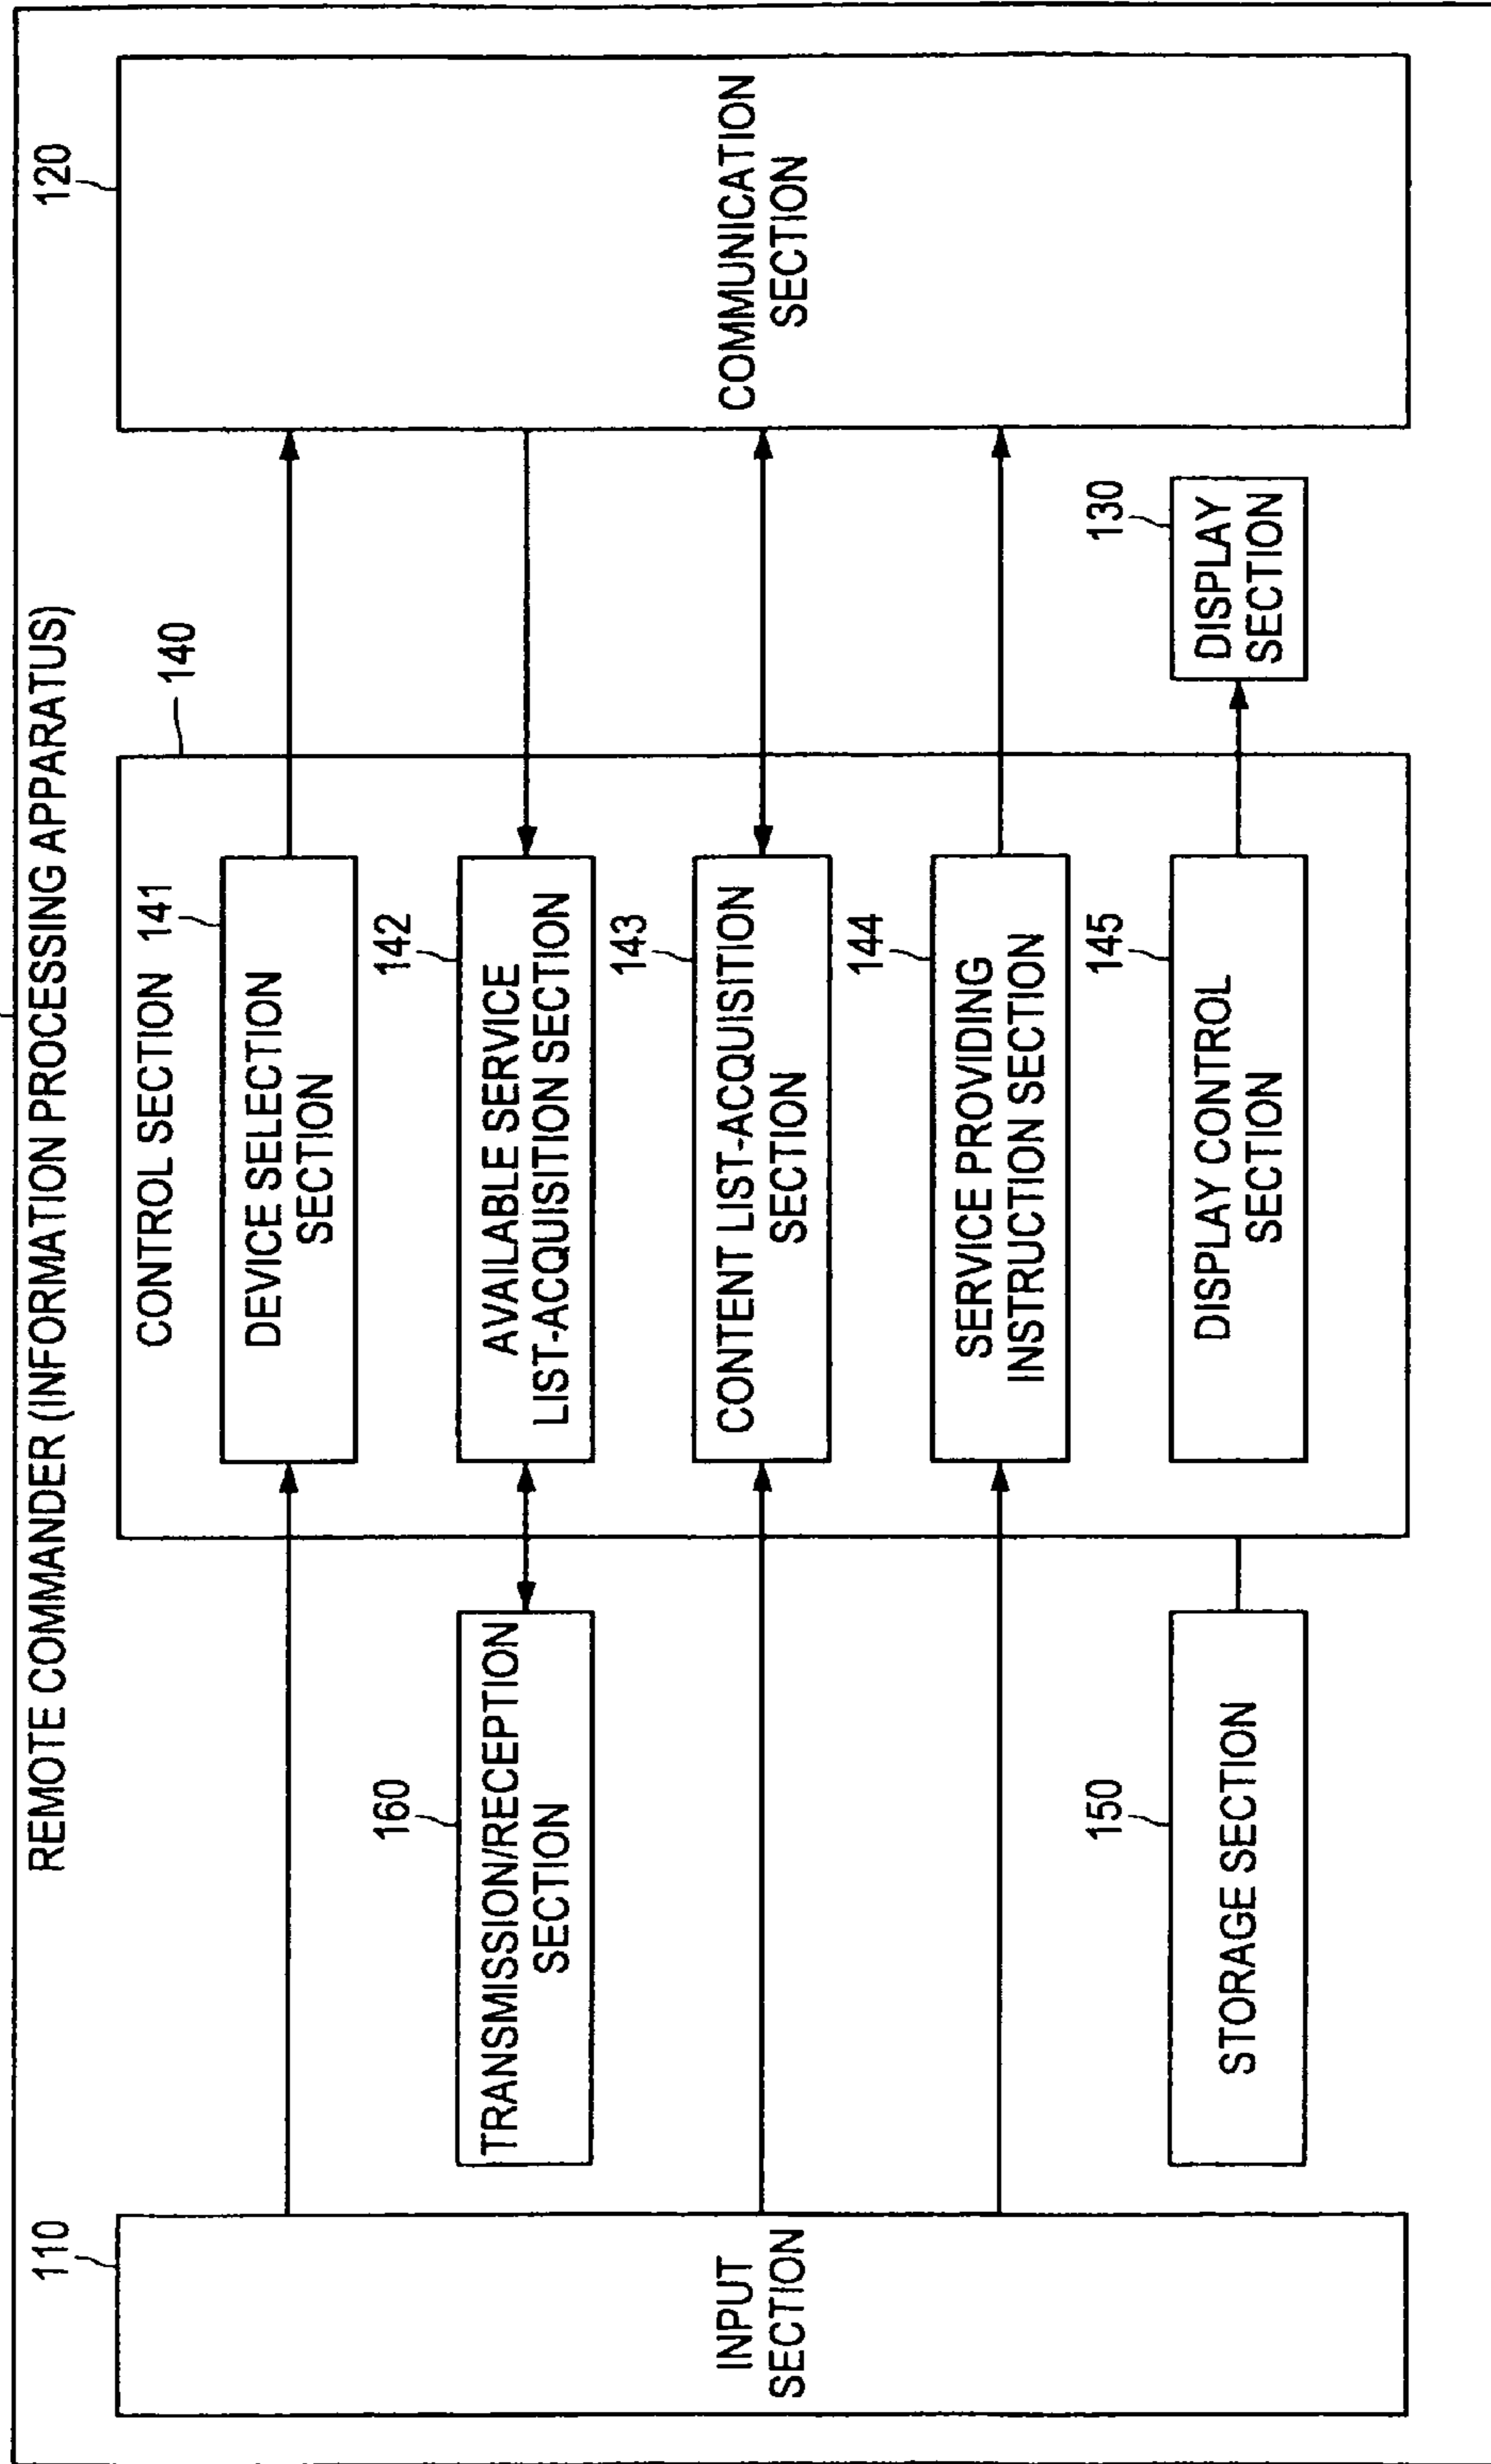 REMOTE COMMANDER (INFORMATION PROCESSING APPARATUS)
110
INPUT
SECTION
160
TRANSMISSION/RECEPTION
SECTION
150
STORAGE SECTION
140
CONTROL SECTION
141
DEVICE SELECTION
SECTION
142
AVAILABLE SERVICE
LIST-ACQUISITION SECTION
143
CONTENT LIST-ACQUISITION
SECTION
144
SERVICE PROVIDING
INSTRUCTION SECTION
145
DISPLAY CONTROL
SECTION
130
DISPLAY
SECTION
120
COMMUNICATION
SECTION